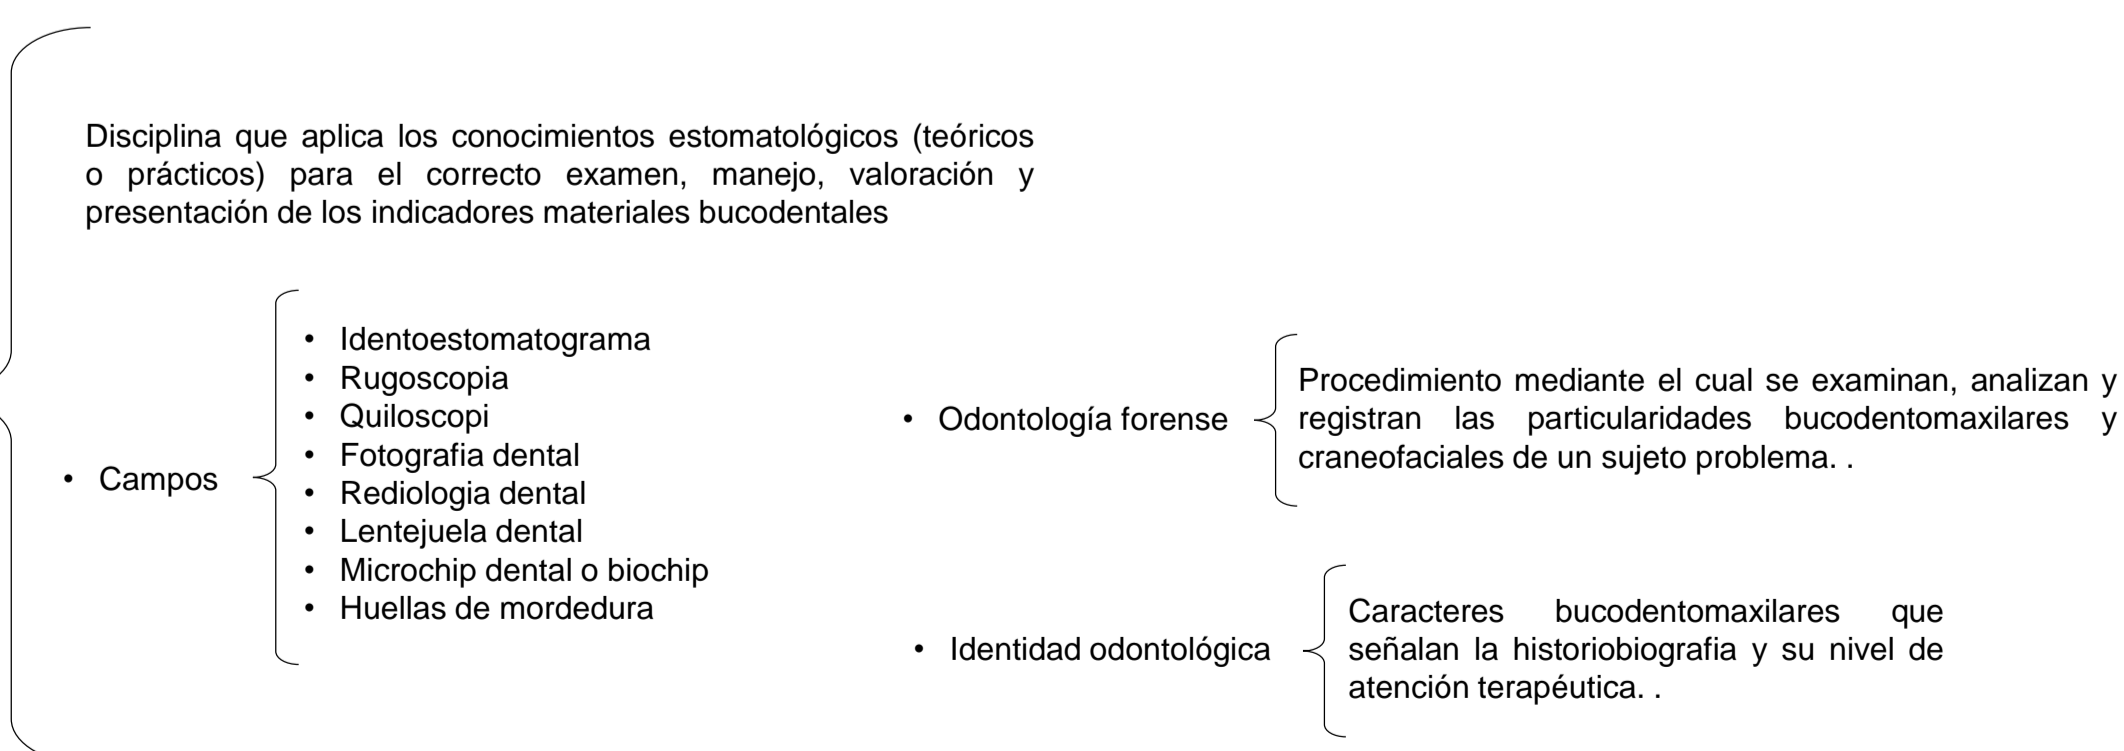 Disciplina que aplica los conocimientos estomatológicos (teóricos
o prácticos) para el correcto examen, manejo, valoración y
presentación de los indicadores materiales bucodentales
• Campos
• Identoestomatograma
• Rugoscopia
• Quiloscopi
• Fotografia dental
• Rediologia dental
• Lentejuela dental
• Microchip dental o biochip
• Huellas de mordedura
• Odontología forense
Procedimiento mediante el cual se examinan, analizan y
registran las particularidades bucodentomaxilares y
craneofaciales de un sujeto problema. .
• Identidad odontológica
Caracteres bucodentomaxilares que
señalan la historiobiografia y su nivel de
atención terapéutica. .